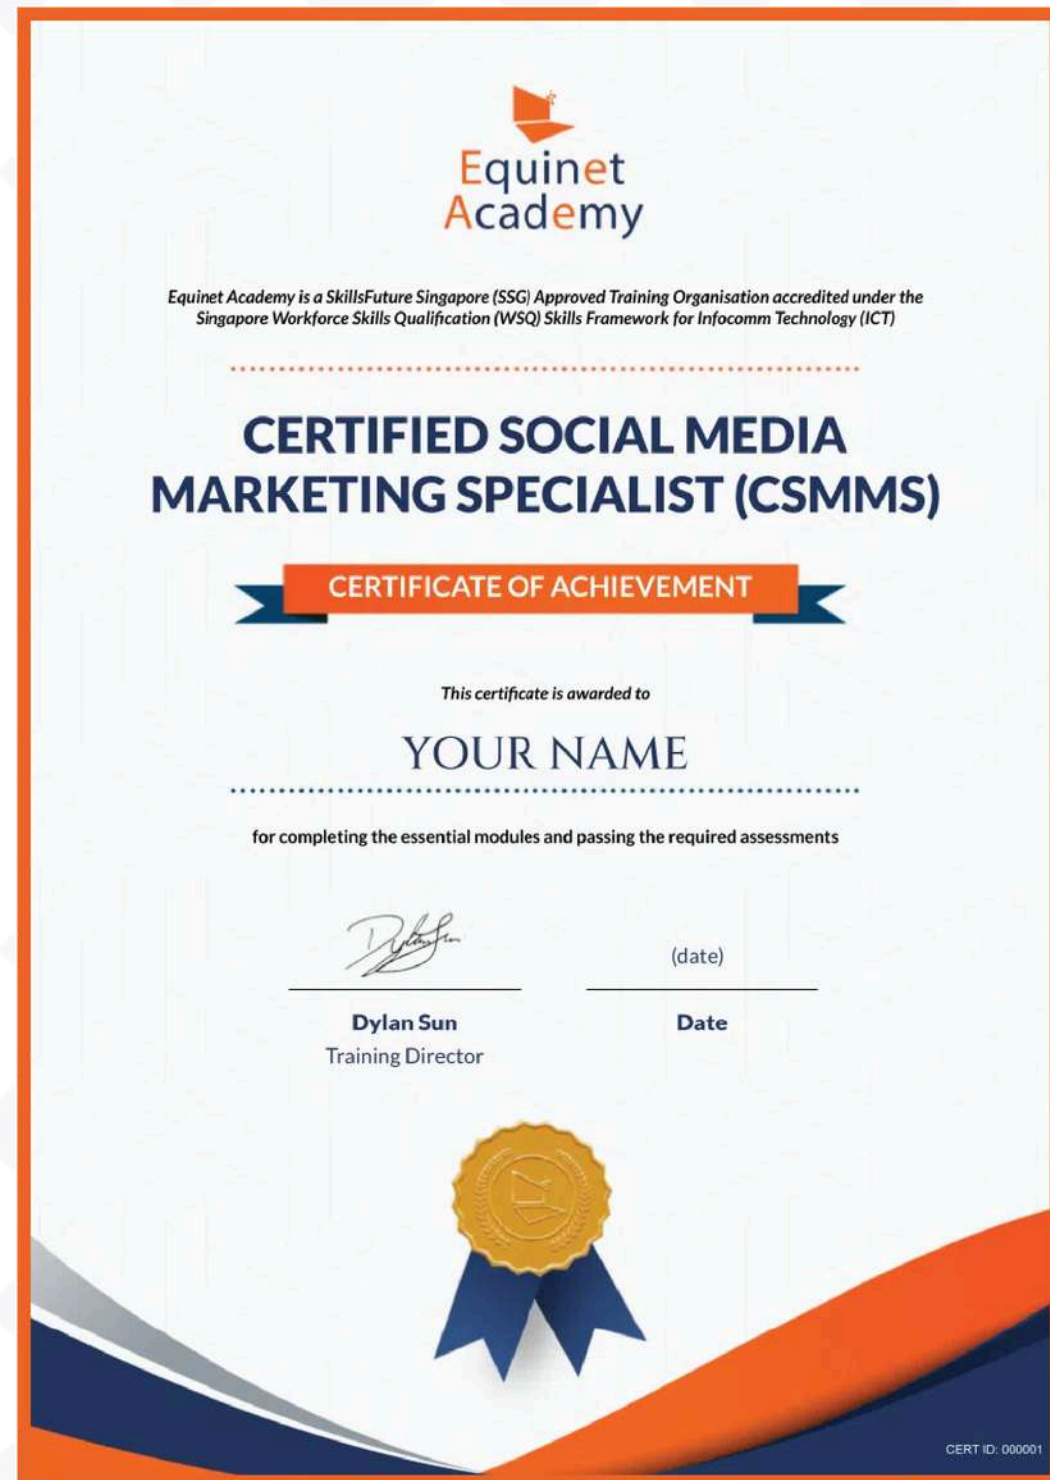 Equinet
Academy
Equinet Academy is a SkillsFuture Singapore (SSG) Approved Training Organisation accredited under the
Singapore Workforce Skills Qualification (WSQ) Skills Framework for Infocomm Technology (ICT)
CERTIFIED SOCIAL MEDIA
MARKETING SPECIALIST (CSMMS)
CERTIFICATE OF ACHIEVEMENT
This certificate is awarded to
YOUR NAME
for completing the essential modules and passing the required assessments
Dylan Sun
(date)
Dylan Sun
Date
Training Director
CERT ID: 000001